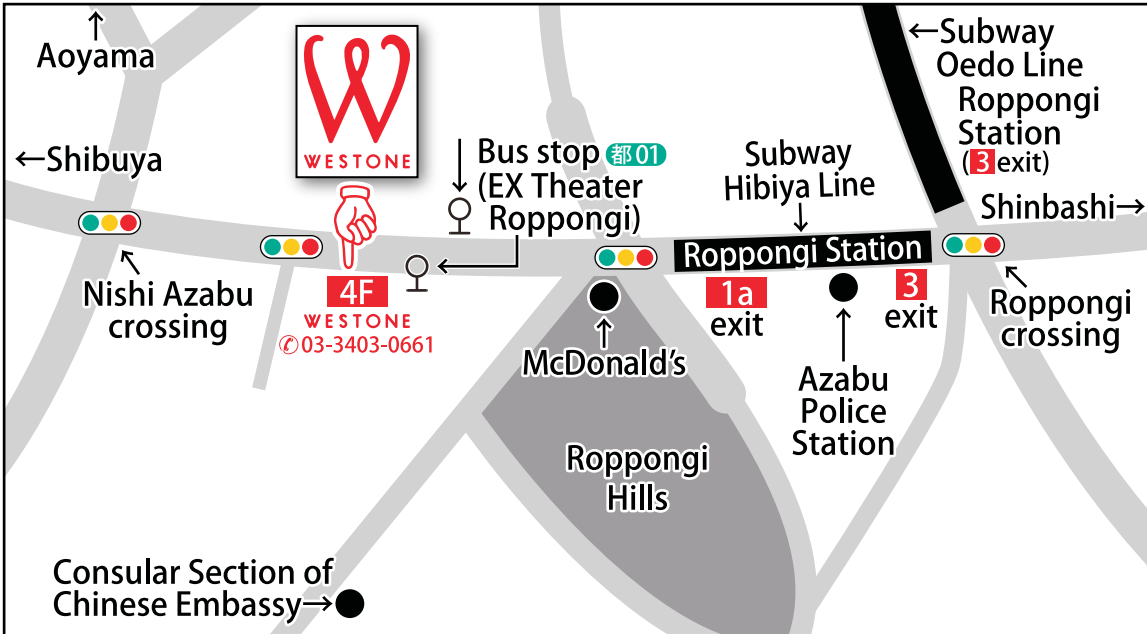 ↑
Aoyama
←Shibuya
W
WESTONE
Bus stop 都01
(EX Theater
Roppongi)
Subway
Hibiya Line
←Subway
Oedo Line
Roppongi
Station
(3 exit)
Shinbashi→
Roppongi Station
Nishi Azabu
crossing
4F
WESTONE
✆03-3403-0661
McDonald's
1a
exit
3
exit
Azabu
Police
Station
Roppongi
crossing
Roppongi
Hills
Consular Section of
Chinese Embassy→